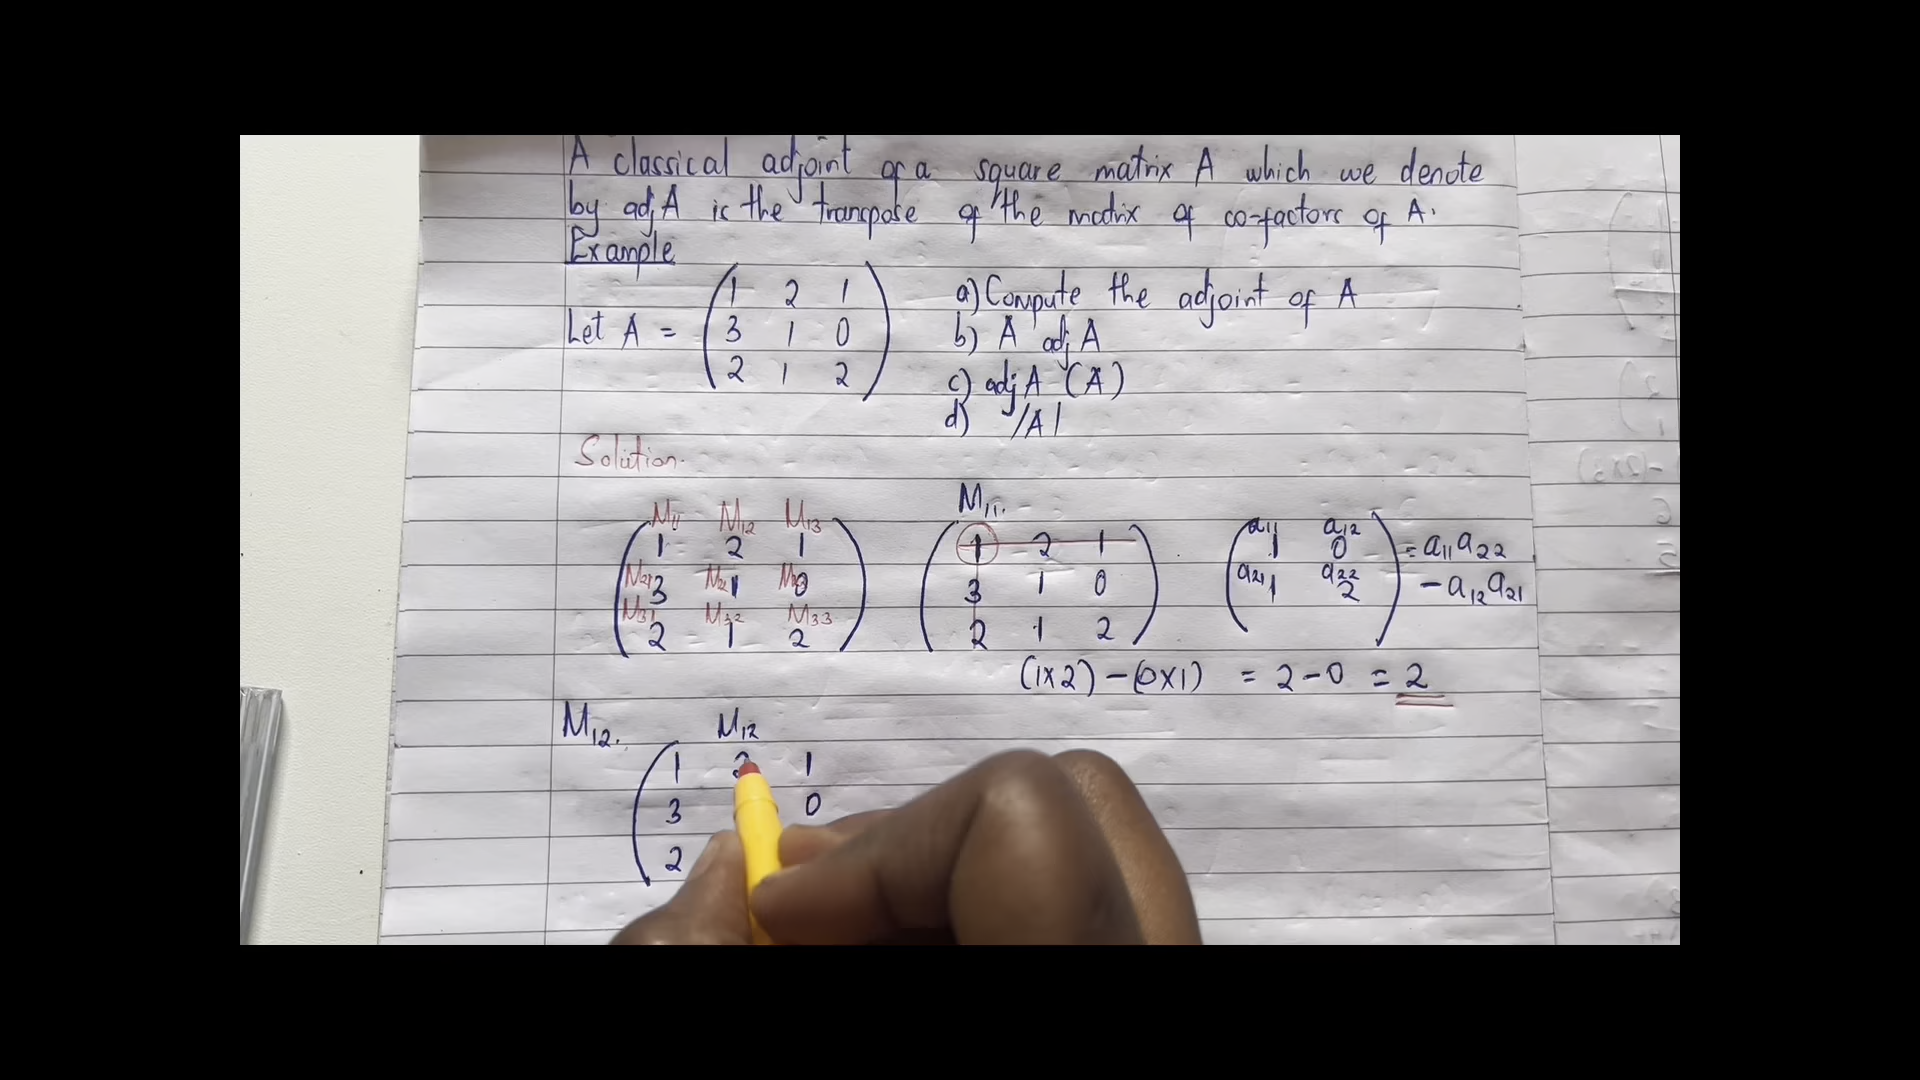 A classical adjoint of a square matrix A which we denote
by adj A is the transpose of the matrix of co-factors of A.
Example
Let A = 
1 2 1
3 1 0
2 1 2
a) Compute the adjoint of A
b) A adj A
c) adj A (A)
d) /A|
Solution.
M11 M12 M13
1 2 1
M21 M22
3 1 0
M31 M32 M33
2 1 2
M11.
1 2 1
3 1 0
2 1 2
a11 a12
1 0
a21 a22
1 2
= a11 a22
- a12 a21
(1x2) - (0x1) = 2 - 0 = 2
M12. M12
1 2 1
3 0
2